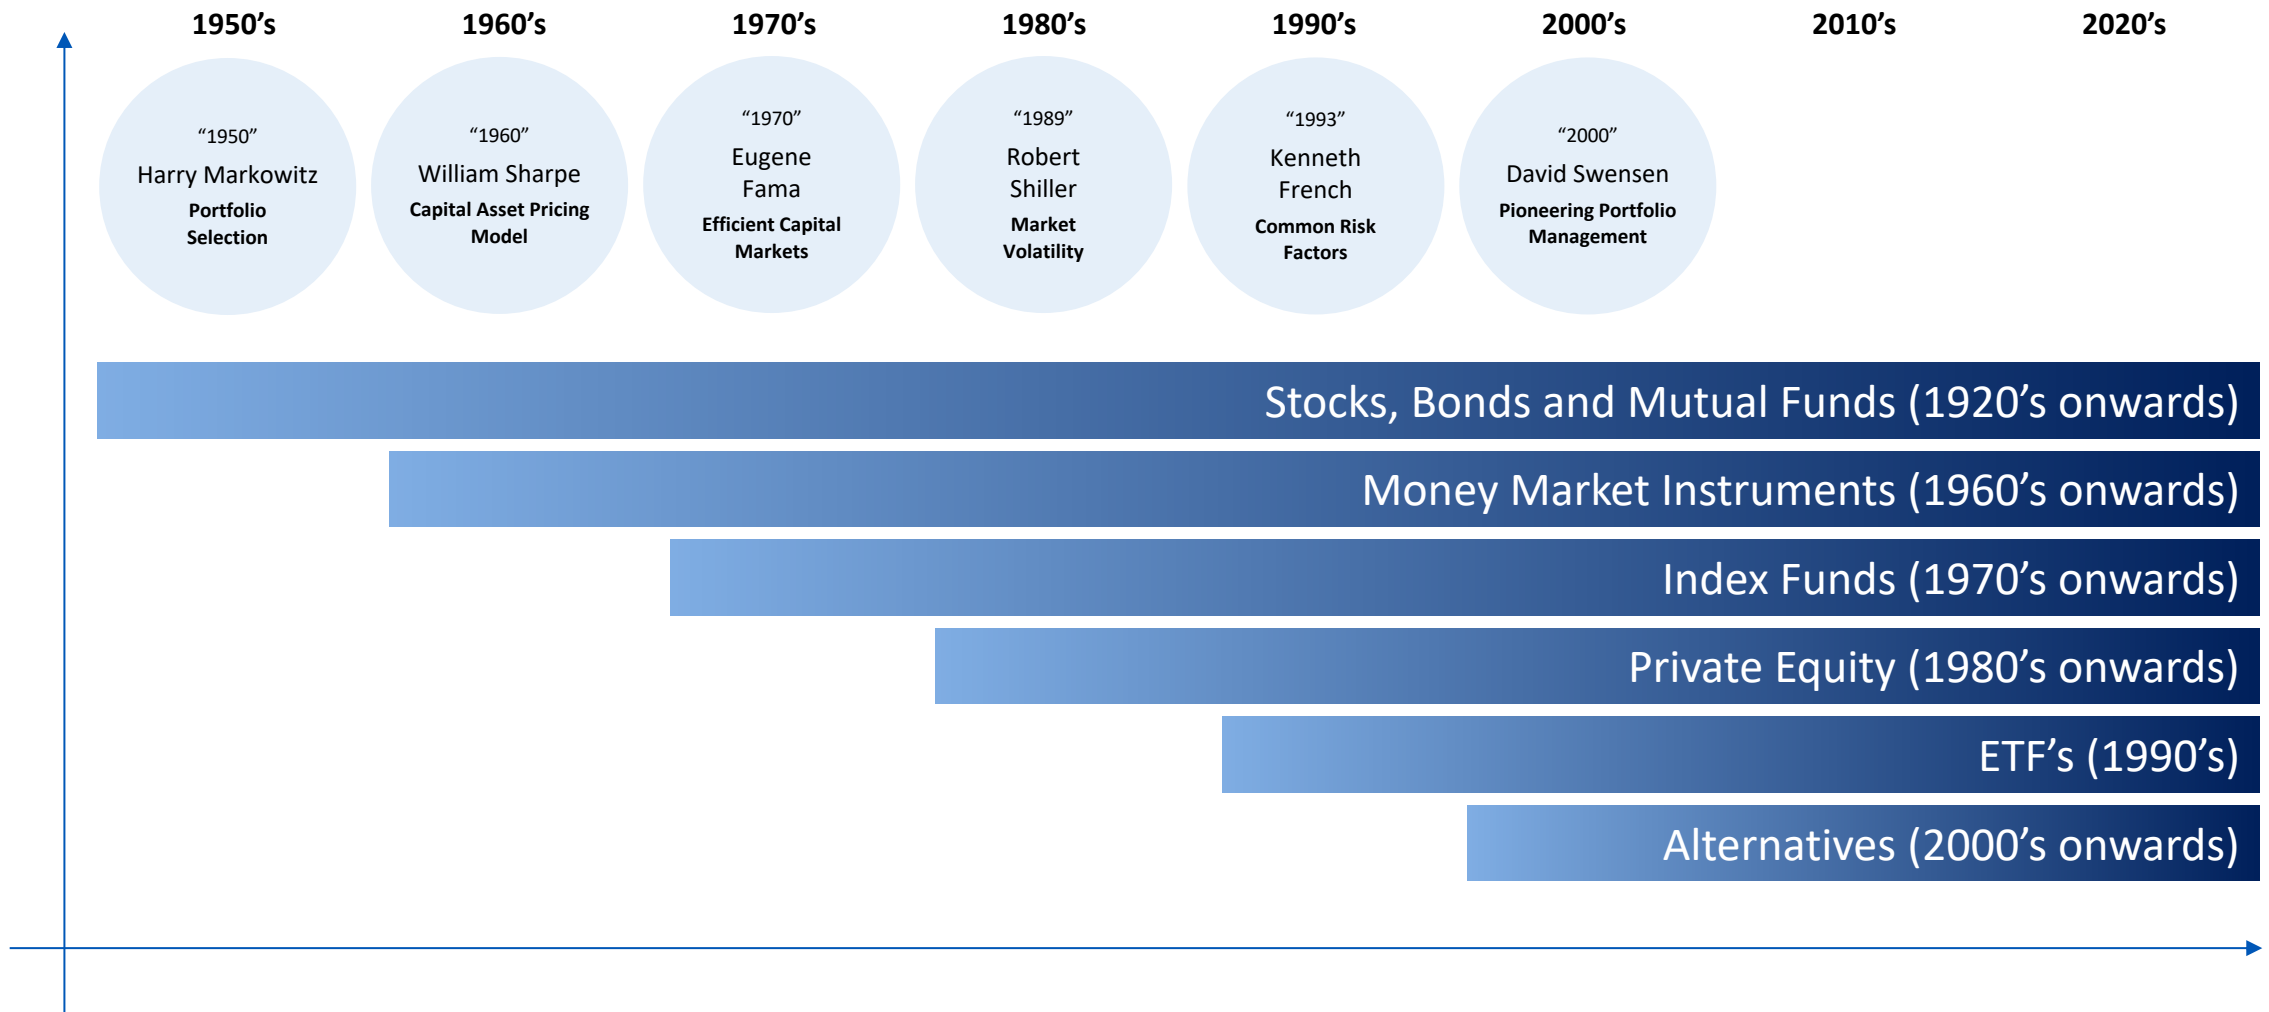 1950’s 1960’s 1970’s 1980’s 1990’s 2000’s 2010’s 2020’s
“1950”
Harry Markowitz
Portfolio
Selection
“1960”
William Sharpe
Capital Asset Pricing
Model
“1970”
Eugene
Fama
Efficient Capital
Markets
“1989”
Robert
Shiller
Market
Volatility
“1993”
Kenneth
French
Common Risk
Factors
“2000”
David Swensen
Pioneering Portfolio
Management
Stocks, Bonds and Mutual Funds (1920’s onwards)
Money Market Instruments (1960’s onwards)
Index Funds (1970’s onwards)
Private Equity (1980’s onwards)
ETF’s (1990’s)
Alternatives (2000’s onwards)